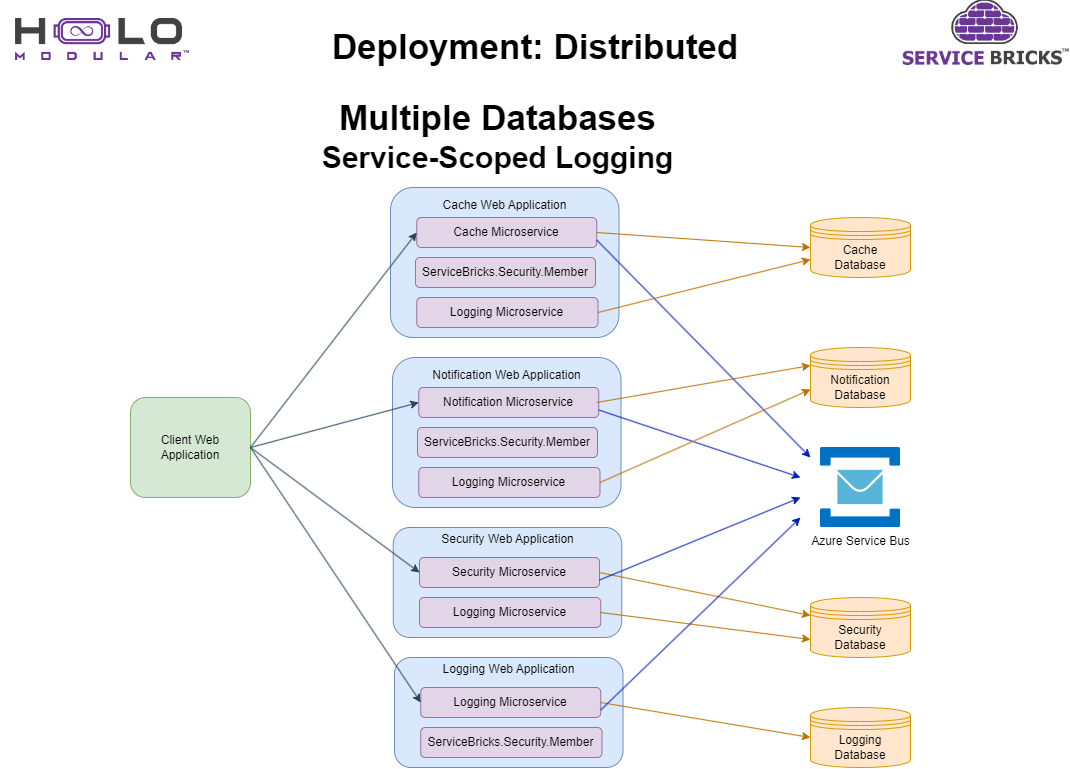 HOLO
MODULAR™
Deployment: Distributed
SERVICE BRICKS™
Multiple Databases
Service-Scoped Logging
Cache Web Application
Cache Microservice
ServiceBricks.Security.Member
Logging Microservice
Cache
Database
Notification Web Application
Notification Microservice
ServiceBricks.Security.Member
Logging Microservice
Notification
Database
Client Web
Application
Azure Service Bus
Security Web Application
Security Microservice
Logging Microservice
Security
Database
Logging Web Application
Logging Microservice
ServiceBricks.Security.Member
Logging
Database